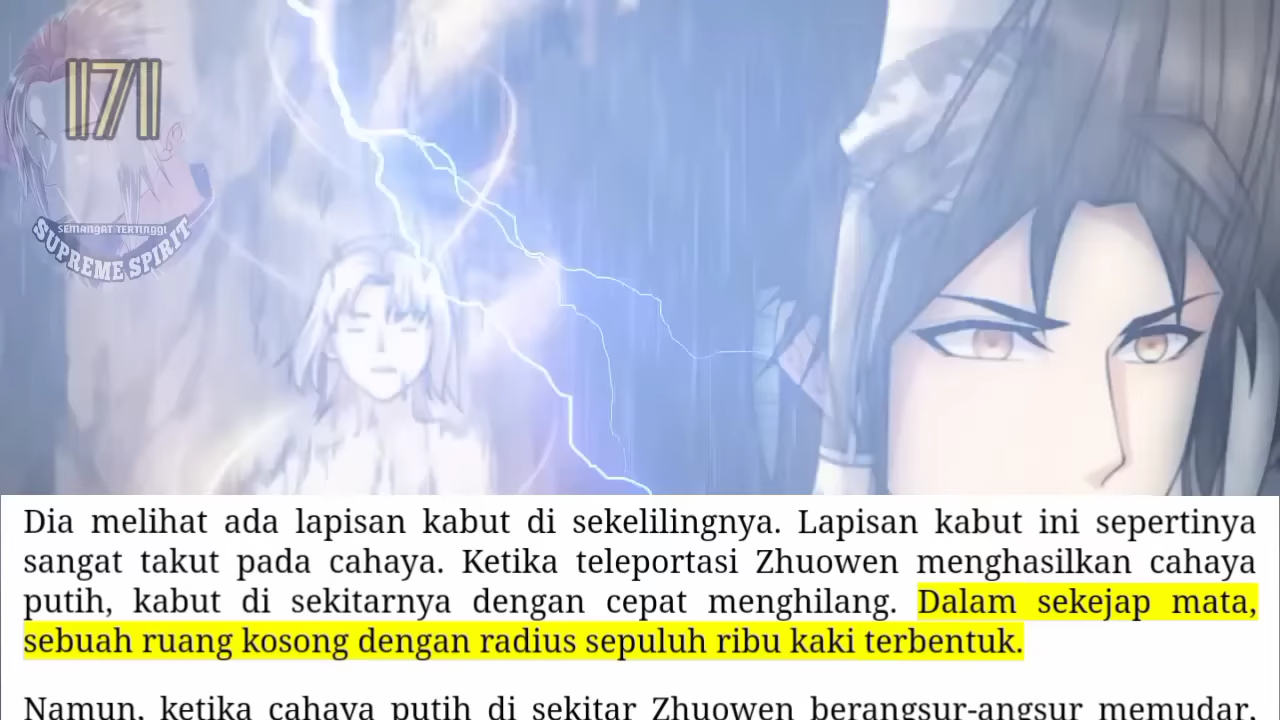 171
SEMANGAT TERTINGGI
SUPREME SPIRIT
Dia melihat ada lapisan kabut di sekelilingnya. Lapisan kabut ini sepertinya
sangat takut pada cahaya. Ketika teleportasi Zhuowen menghasilkan cahaya
putih, kabut di sekitarnya dengan cepat menghilang. Dalam sekejap mata,
sebuah ruang kosong dengan radius sepuluh ribu kaki terbentuk.
Namun, ketika cahaya putih di sekitar Zhuowen berangsur-angsur memudar,